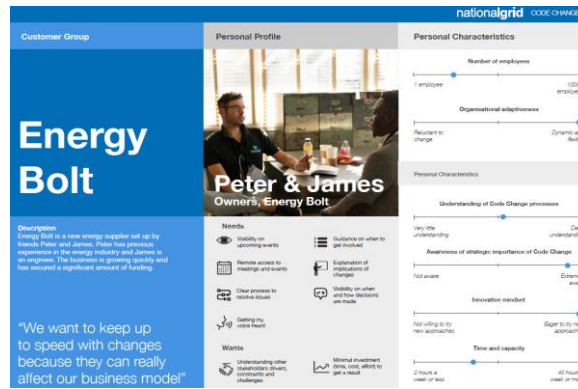 nationalgrid CODE CHANGE
Customer Group
Personal Profile
Personal Characteristics
Energy
Bolt
Description
Energy Bolt is a new energy supplier set up by
friends Peter and James. Peter has previous
experience in the energy industry and James is
an engineer. The business is growing quickly and
has secured a significant amount of funding.
"We want to keep up
to speed with changes
because they can really
affect our business model"
Peter & James
Owners, Energy Bolt
Needs
Visibility on
upcoming events
Guidance on when to
get involved
Remote access to
meetings and events
Explanation of
implications of
changes
Clear process to
resolve issues
Visibility on when
and how decisions
are made
Getting my
voice heard
Wants
Understanding other
stakeholders drivers,
constraints and
challenges
Minimal investment
(time, cost, effort) to
get a result
Number of employees
1 employee
Organisational adaptiveness
Reluctant to
change
Personal Characteristics
Understanding of Code Change processes
Very little
understanding
Awareness of strategic importance of Code Change
Not aware
Innovative mindset
Not willing to try
new approaches
Time and capacity
2 hours a
week or less
40 hour